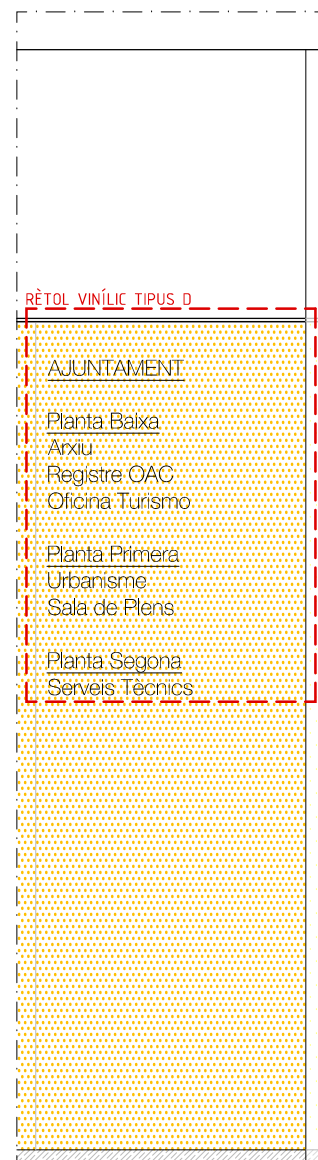 RÈTOL VINÍLIC TIPUS D
AJUNTAMENT
Planta Baixa
Arxiu
Registre OAC
Oficina Turismo
Planta Primera
Urbanisme
Sala de Plens
Planta Segona
Serveis Tècnics